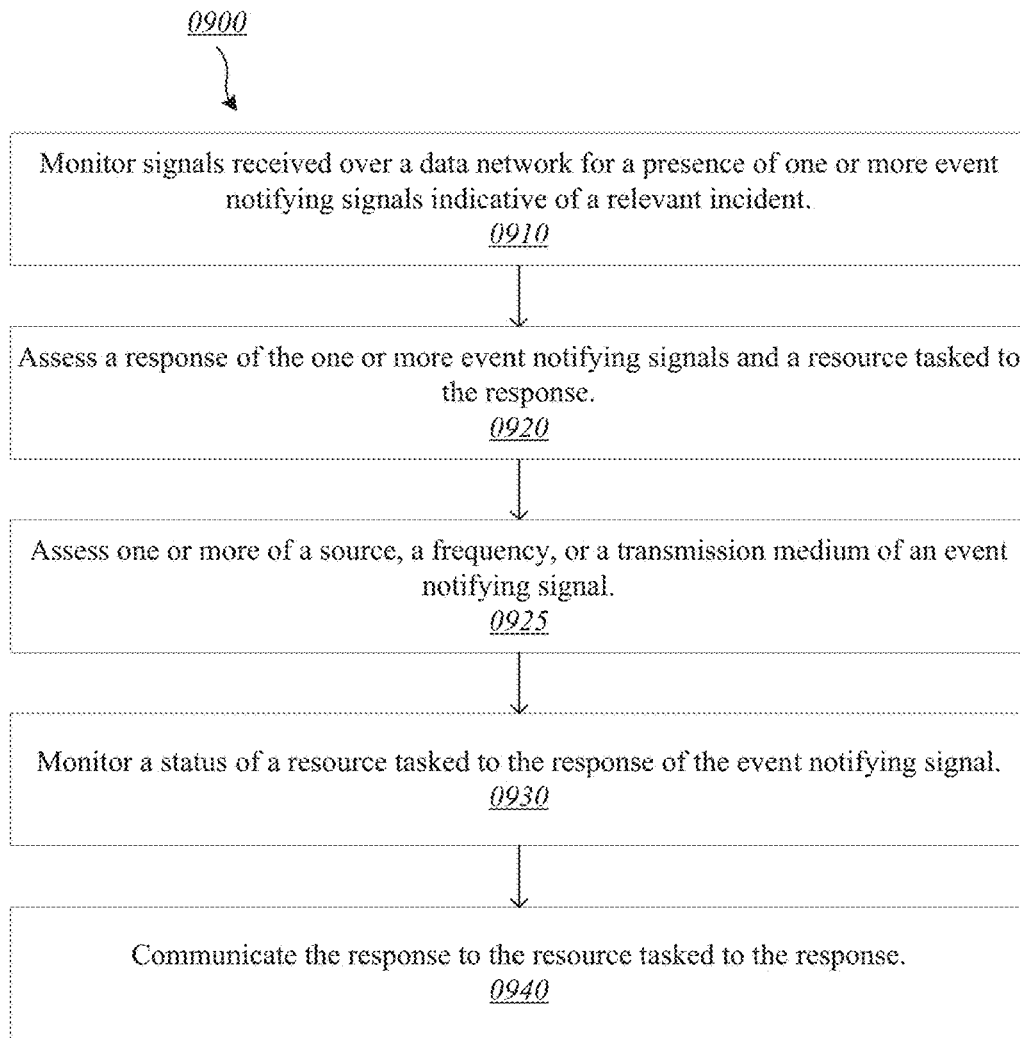 0900
Monitor signals received over a data network for a presence of one or more event
notifying signals indicative of a relevant incident.
0910
Assess a response of the one or more event notifying signals and a resource tasked to
the response.
0920
Assess one or more of a source, a frequency, or a transmission medium of an event
notifying signal.
0925
Monitor a status of a resource tasked to the response of the event notifying signal.
0930
Communicate the response to the resource tasked to the response.
0940